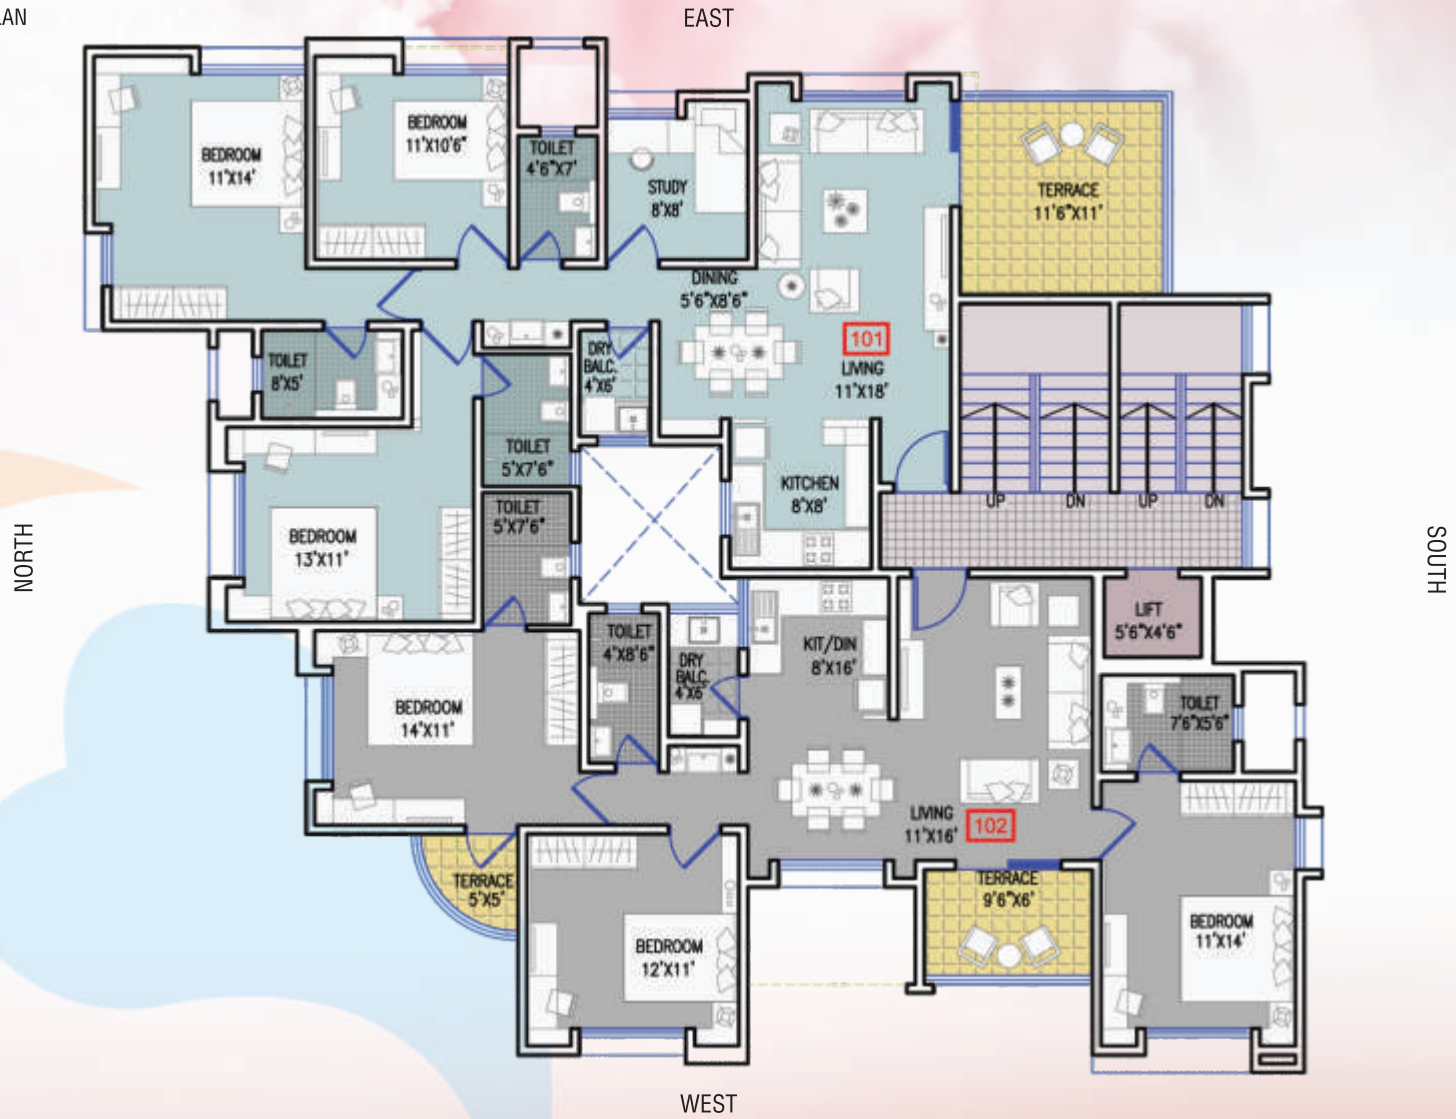 LAN
EAST
BEDROOM
11'X14'
BEDROOM
11'X10'6"
TOILET
4'6"X7'
STUDY
8'X8'
TERRACE
11'6"X11'
DINING
5'6"X8'6"
101
LIVING
11'X18'
TOILET
8'X5'
DRY
BALC.
4'X6'
TOILET
5'X7'6"
KITCHEN
8'X8'
UP
DN
UP
DN
TOILET
5'X7'6"
BEDROOM
13'X11'
NORTH
SOUTH
LIFT
5'6"X4'6"
TOILET
4'X8'6"
DRY
BALC.
4'X6'
KIT/DIN
8'X16'
BEDROOM
14'X11'
TOILET
7'6"X5'6"
LIVING
11'X16'
102
TERRACE
5'X5'
TERRACE
9'6"X6'
BEDROOM
12'X11'
BEDROOM
11'X14'
WEST